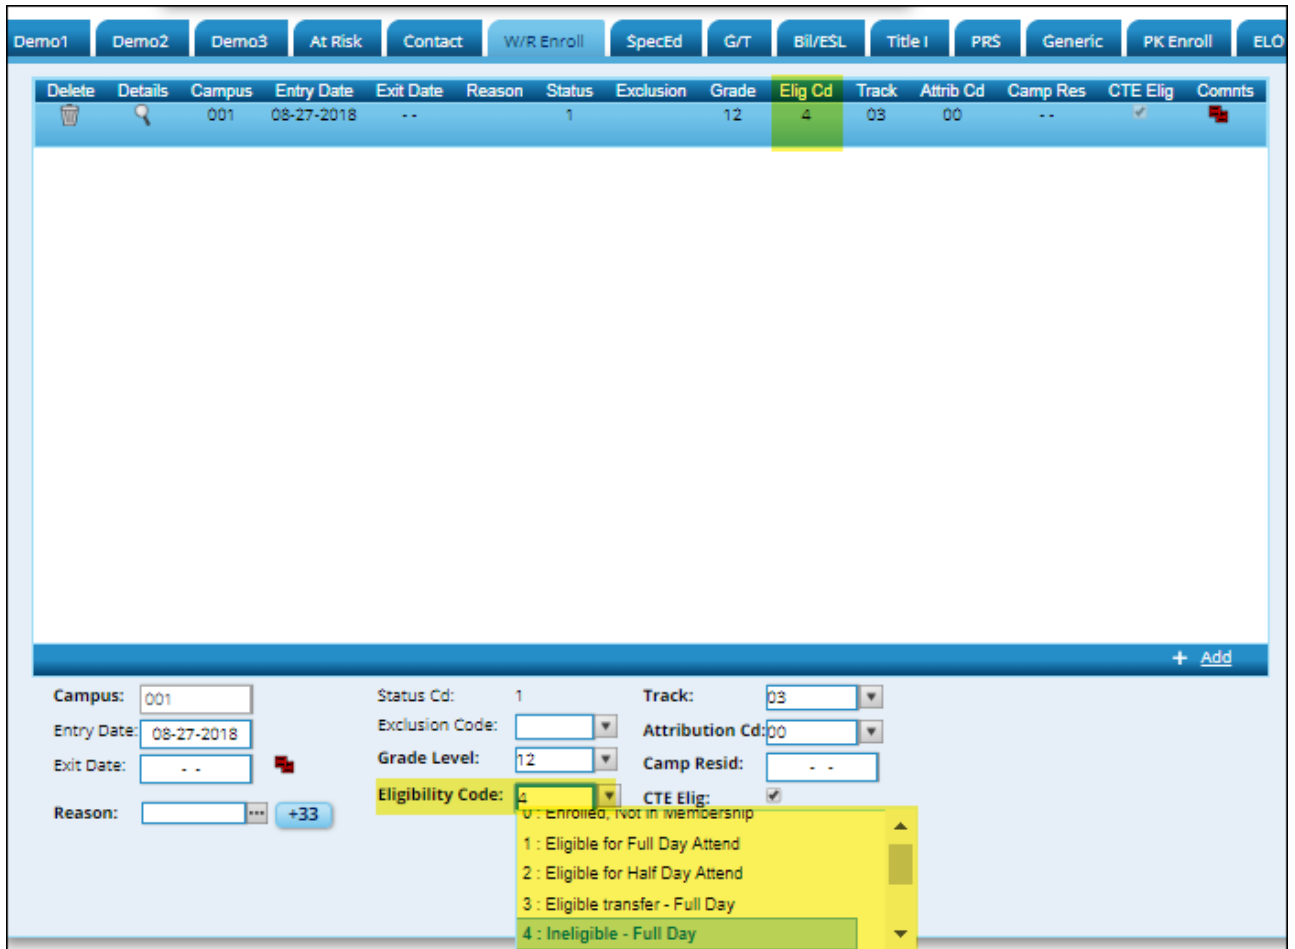 Demo1 Demo2 Demo3 At Risk Contact W/R Enroll SpecEd G/T Bil/ESL Title I PRS Generic PK Enroll ELO
Delete Details Campus Entry Date Exit Date Reason Status Exclusion Grade Elig Cd Track Attrib Cd Camp Res CTE Elig Comnts
001 08-27-2018 - - 1 12 4 03 00 - -
+ Add
Campus: 001 Status Cd: 1 Track: 03
Entry Date: 08-27-2018 Exclusion Code: Attribution Cd: 00
Exit Date: - - Grade Level: 12 Camp Resid: - -
Eligibility Code: 4 CTE Elig:
Reason: ... +33
0 : Enrolled, Not in Membership
1 : Eligible for Full Day Attend
2 : Eligible for Half Day Attend
3 : Eligible transfer - Full Day
4 : Ineligible - Full Day